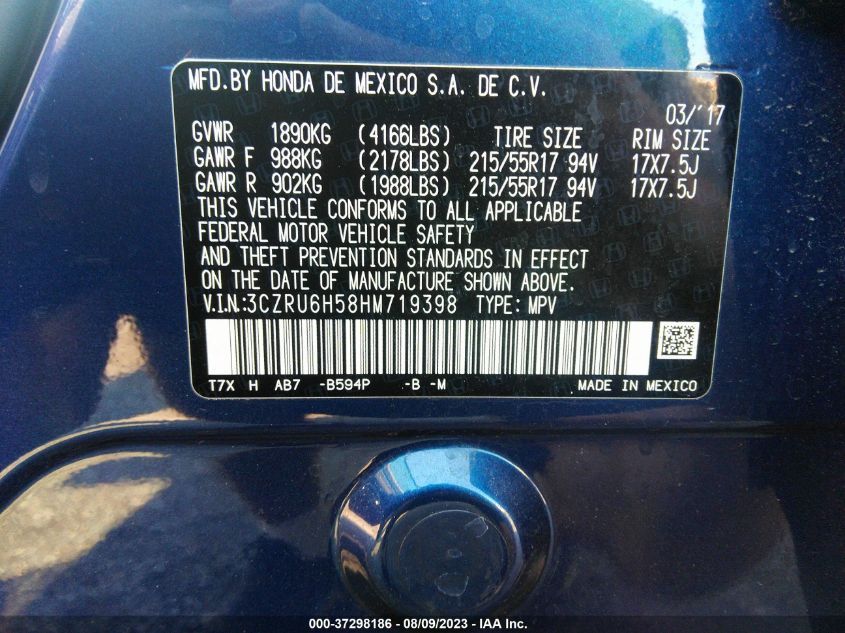 MFD.BY HONDA DE MEXICO S.A. DE C.V.
03/'17
GVWR 1890KG (4166LBS) TIRE SIZE RIM SIZE
GAWR F 988KG (2178LBS) 215/55R17 94V 17X7.5J
GAWR R 902KG (1988LBS) 215/55R17 94V 17X7.5J
THIS VEHICLE CONFORMS TO ALL APPLICABLE
FEDERAL MOTOR VEHICLE SAFETY
AND THEFT PREVENTION STANDARDS IN EFFECT
ON THE DATE OF MANUFACTURE SHOWN ABOVE.
V.I.N:3CZRU6H58HM719398 TYPE: MPV
T7X H AB7 -B594P -B -M MADE IN MEXICO
000-37298186 - 08/09/2023 - IAA Inc.